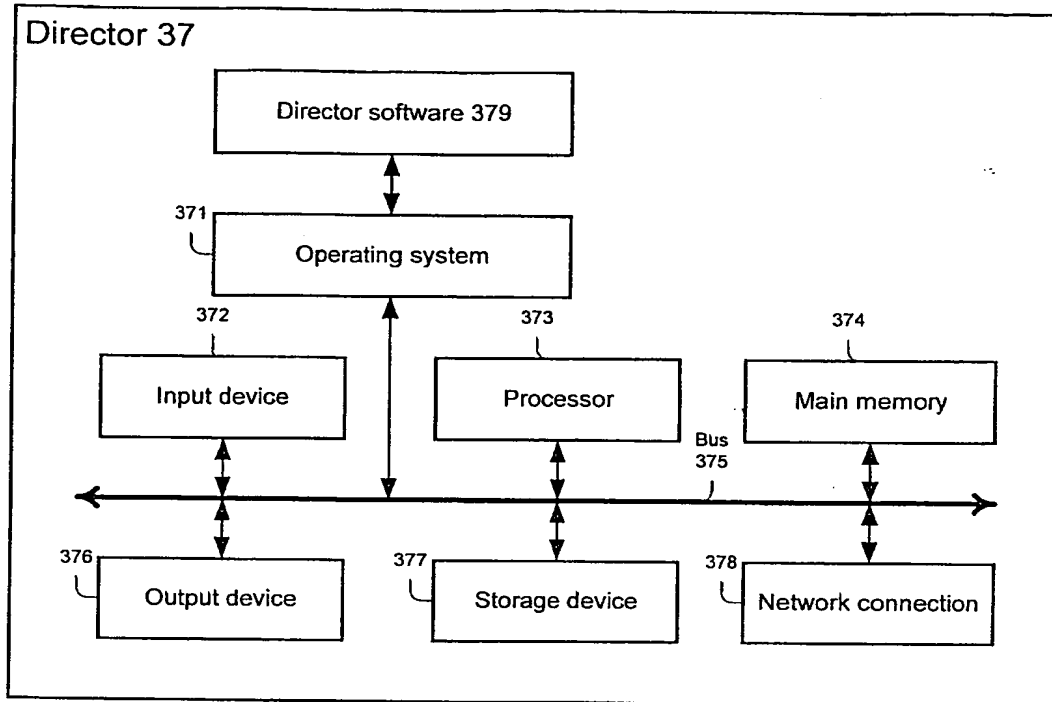 Director 37
Director software 379
371
Operating system
372
373
374
Input device
Processor
Main memory
Bus
375
376
377
378
Output device
Storage device
Network connection